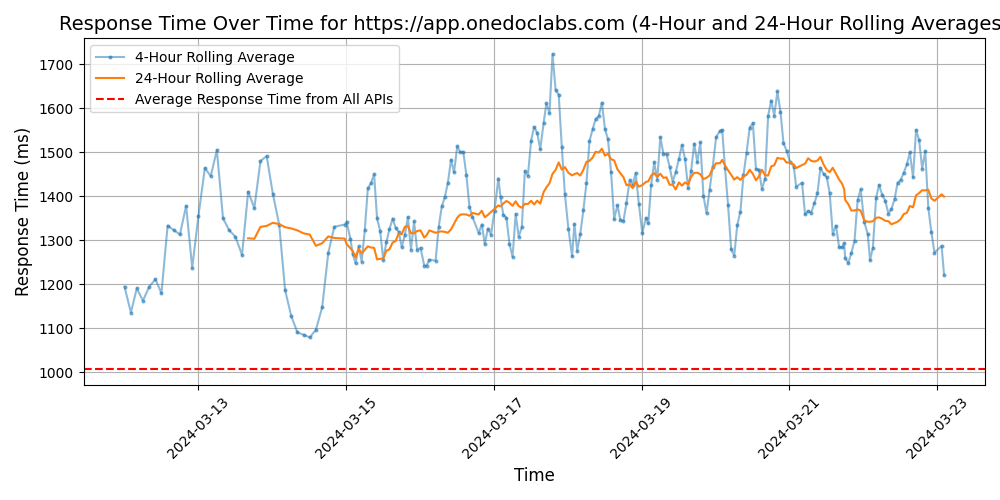 Response Time Over Time for https://app.onedoclabs.com (4-Hour and 24-Hour Rolling Averages
4-Hour Rolling Average
24-Hour Rolling Average
Average Response Time from All APIs
Response Time (ms)
1700
1600
1500
1400
1300
1200
1100
1000
2024-03-13
2024-03-15
2024-03-17
2024-03-19
2024-03-21
2024-03-23
Time